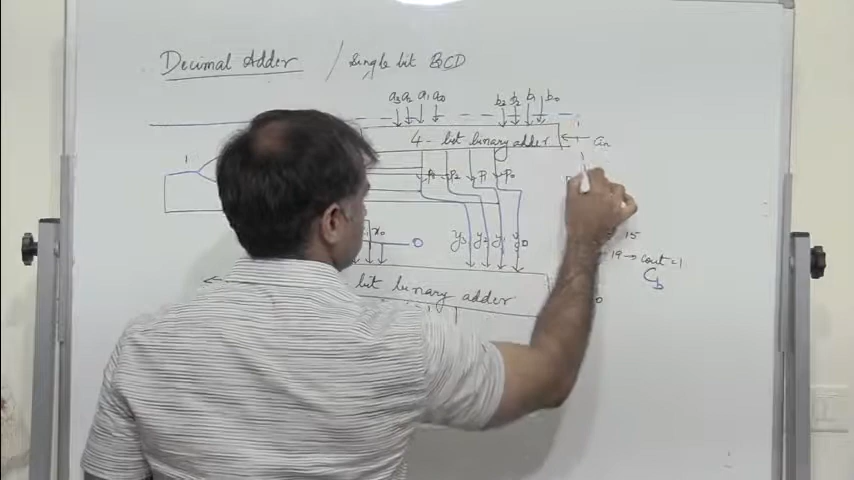 Decimal Adder / Single bit BCD
a3 a2 a1 a0 b3 b2 b1 b0
4-bit binary adder Cin
P3 P2 P1 P0
15
x0 0 y3 y2 y1 y0
19 → Cout = 1
bit binary adder 0